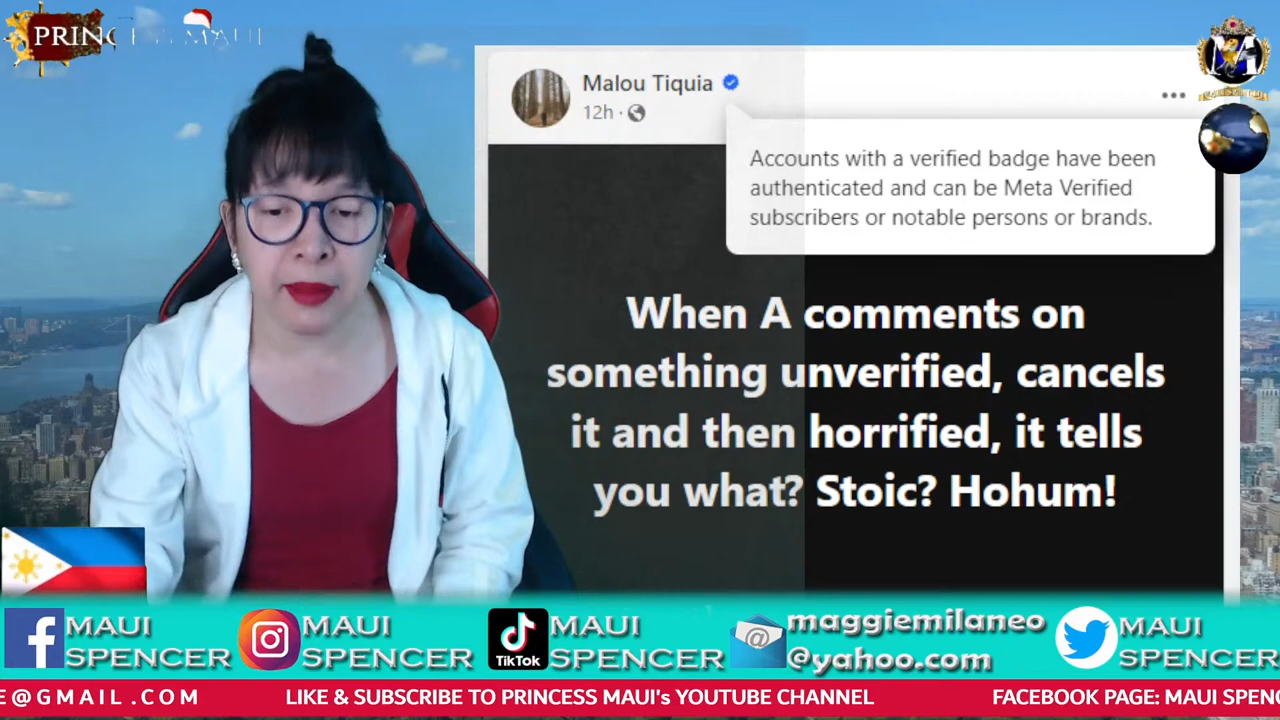 PRINCESS MAUI
Malou Tiquia
12h ·
Accounts with a verified badge have been
authenticated and can be Meta Verified
subscribers or notable persons or brands.
When A comments on
something unverified, cancels
it and then horrified, it tells
you what? Stoic? Hohum!
MAUI
SPENCER
MAUI
SPENCER
TikTok
MAUI
SPENCER
maggiemilaneo
@yahoo.com
MAUI
SPENCER
E@GMAIL.COM LIKE & SUBSCRIBE TO PRINCESS MAUI's YOUTUBE CHANNEL FACEBOOK PAGE: MAUI SPENC